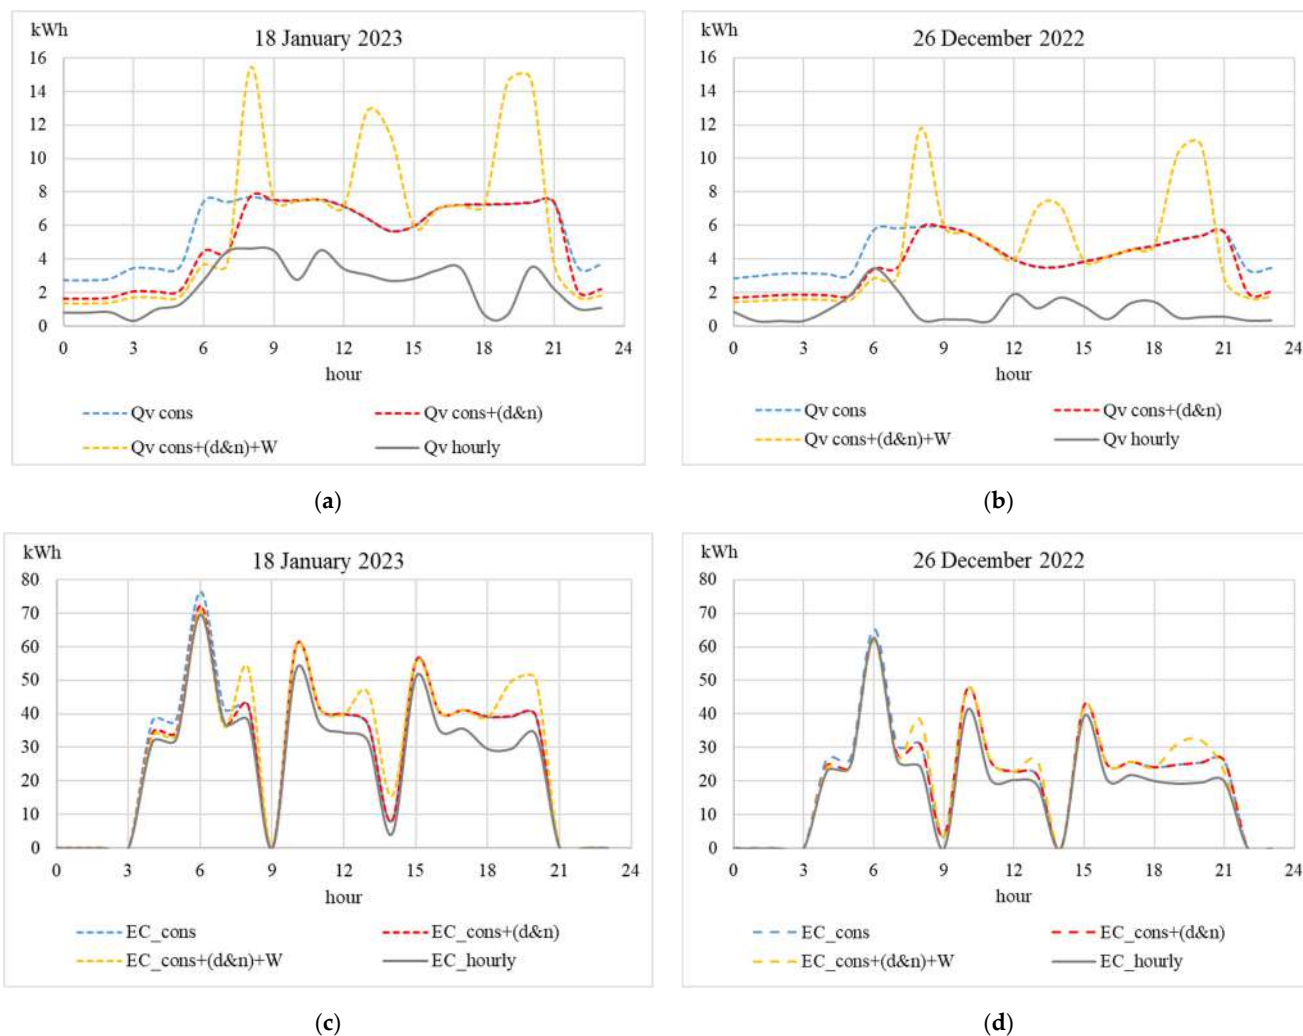 kWh
18 January 2023
16
14
12
10
8
6
4
2
0
0 3 6 9 12 15 18 21 24
hour
Qv cons Qv cons+(d&n)
Qv cons+(d&n)+W Qv hourly
(a)
kWh
26 December 2022
16
14
12
10
8
6
4
2
0
0 3 6 9 12 15 18 21 24
hour
Qv cons Qv cons+(d&n)
Qv cons+(d&n)+W Qv hourly
(b)
kWh
18 January 2023
80
70
60
50
40
30
20
10
0
0 3 6 9 12 15 18 21 24
hour
EC_cons EC_cons+(d&n)
EC_cons+(d&n)+W EC_hourly
(c)
kWh
26 December 2022
80
70
60
50
40
30
20
10
0
0 3 6 9 12 15 18 21 24
hour
EC_cons EC_cons+(d&n)
EC_cons+(d&n)+W EC_hourly
(d)